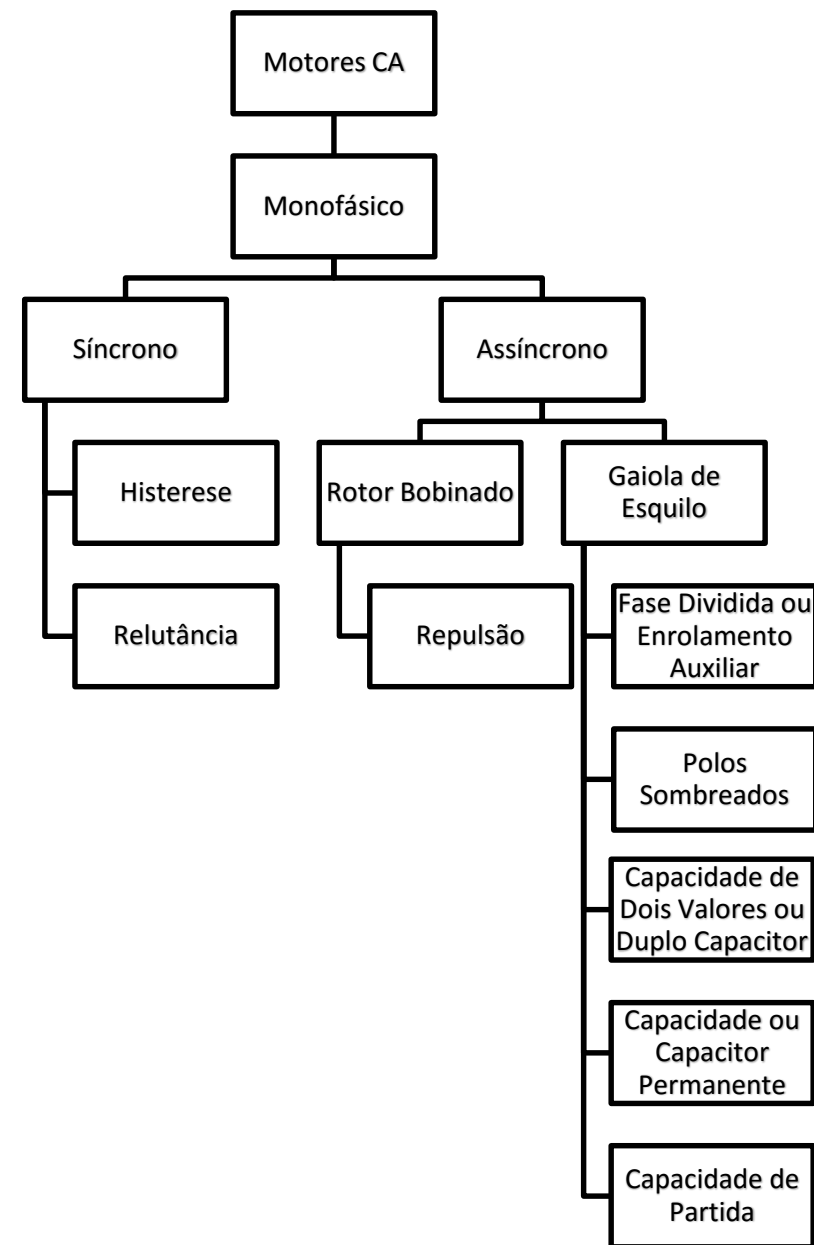 Motores CA
Monofásico
Síncrono
Assíncrono
Histerese
Rotor Bobinado
Gaiola de
Esquilo
Relutância
Repulsão
Fase Dividida ou
Enrolamento
Auxiliar
Polos
Sombreados
Capacidade de
Dois Valores ou
Duplo Capacitor
Capacidade ou
Capacitor
Permanente
Capacidade de
Partida